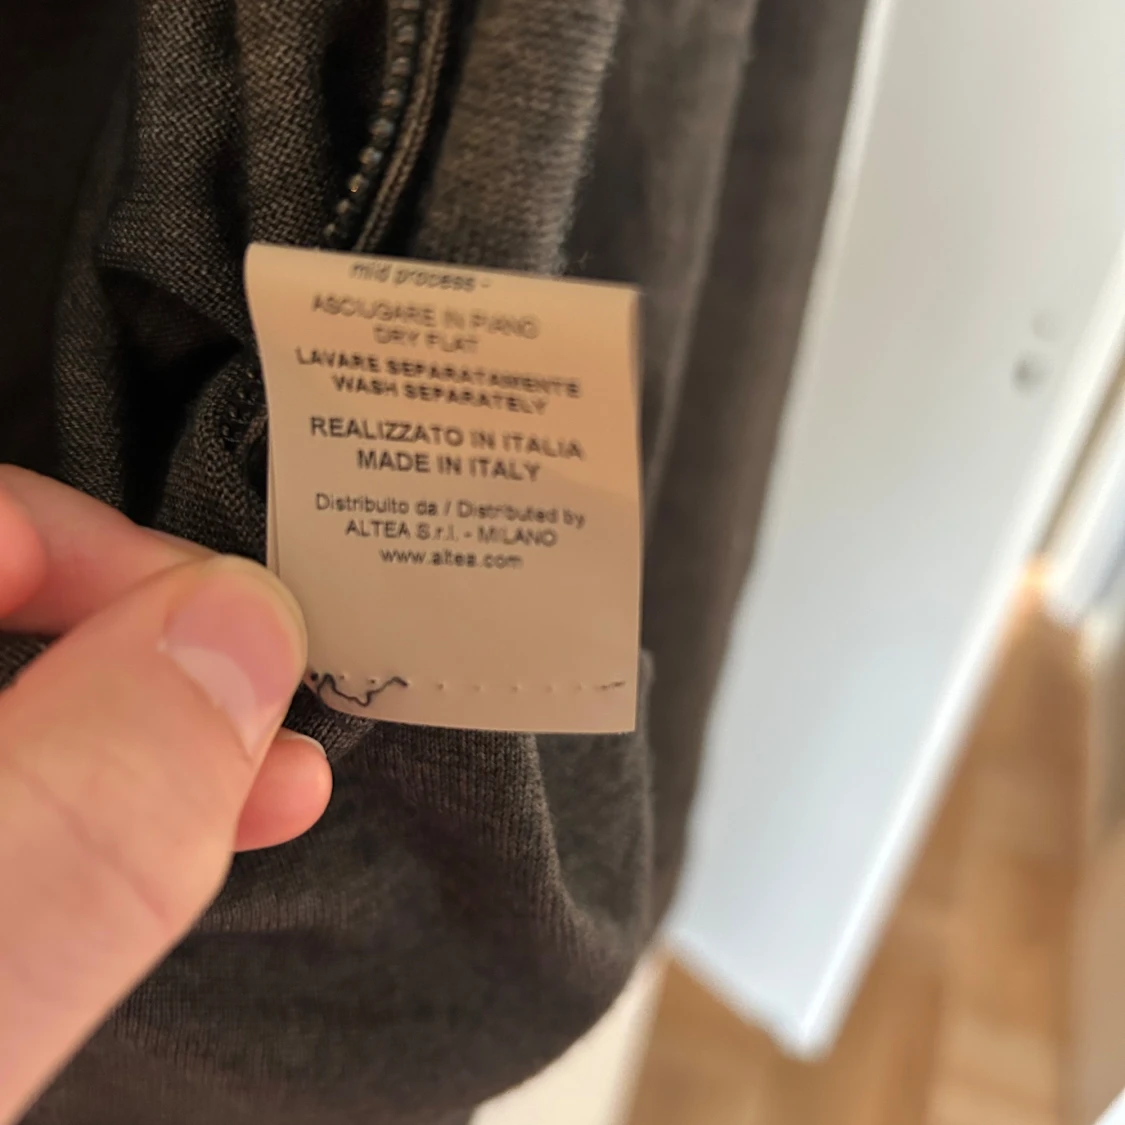 mild process -
ASCIUGARE IN PIANO
DRY FLAT
LAVARE SEPARATAMENTE
WASH SEPARATELY
REALIZZATO IN ITALIA
MADE IN ITALY
Distribuito da / Distributed by
ALTEA S.r.l. - MILANO
www.altea.com